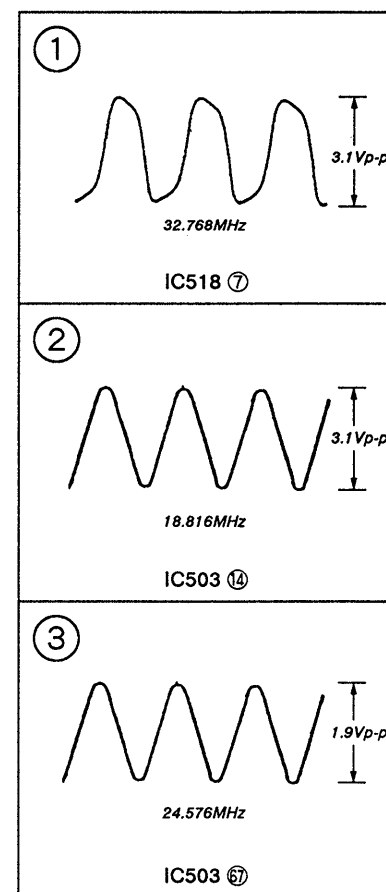 ①
3.1Vp-p
32.768MHz
IC518 ⑦
②
3.1Vp-p
18.816MHz
IC503 ⑭
③
1.9Vp-p
24.576MHz
IC503 67